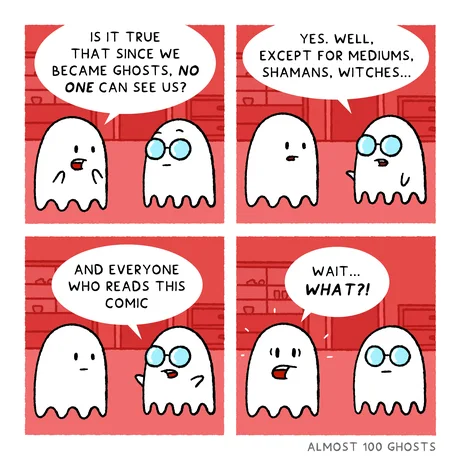 IS IT TRUE
THAT SINCE WE
BECAME GHOSTS, NO
ONE CAN SEE US?
YES. WELL,
EXCEPT FOR MEDIUMS,
SHAMANS, WITCHES...
AND EVERYONE
WHO READS THIS
COMIC
WAIT...
WHAT?!
ALMOST 100 GHOSTS